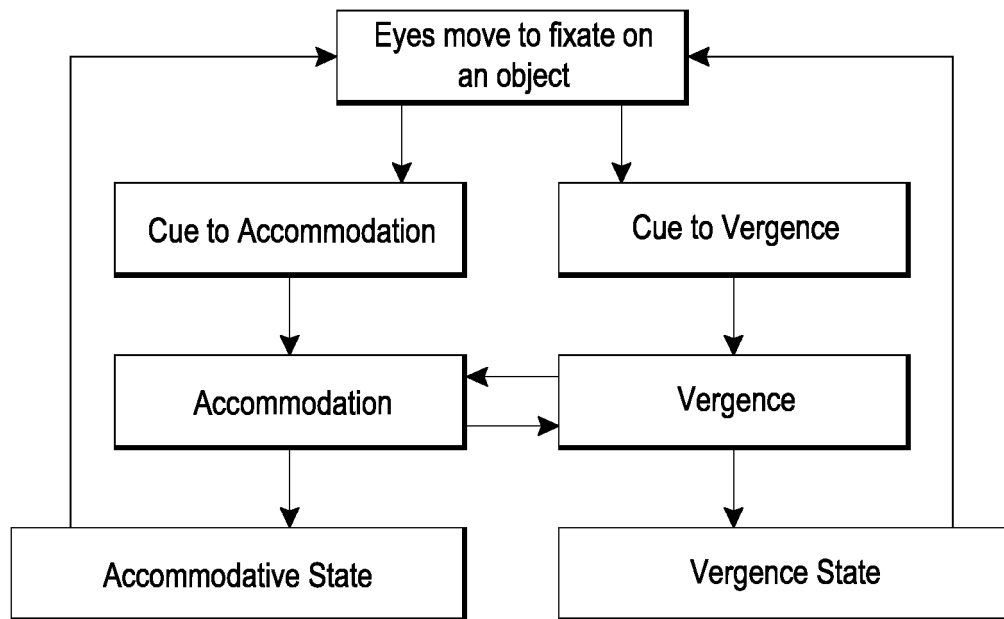 Eyes move to fixate on
an object
Cue to Accommodation
Cue to Vergence
Accommodation
Vergence
Accommodative State
Vergence State